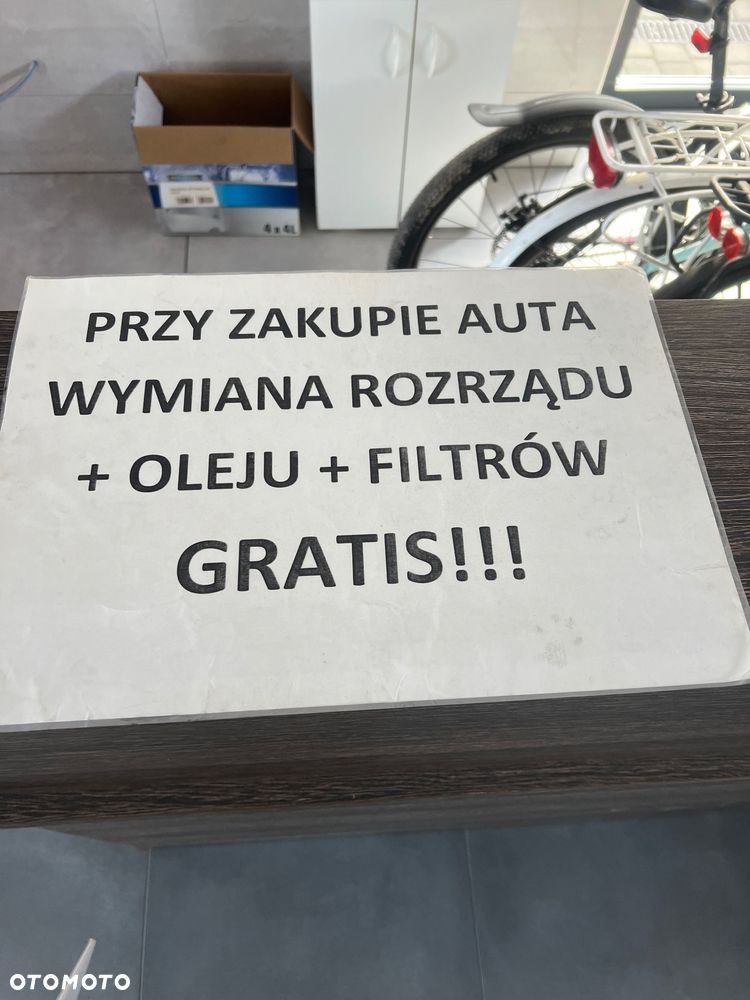 4 x 4L
PRZY ZAKUPIE AUTA
WYMIANA ROZRZĄDU
+ OLEJU + FILTRÓW
GRATIS!!!
OTOMOTO